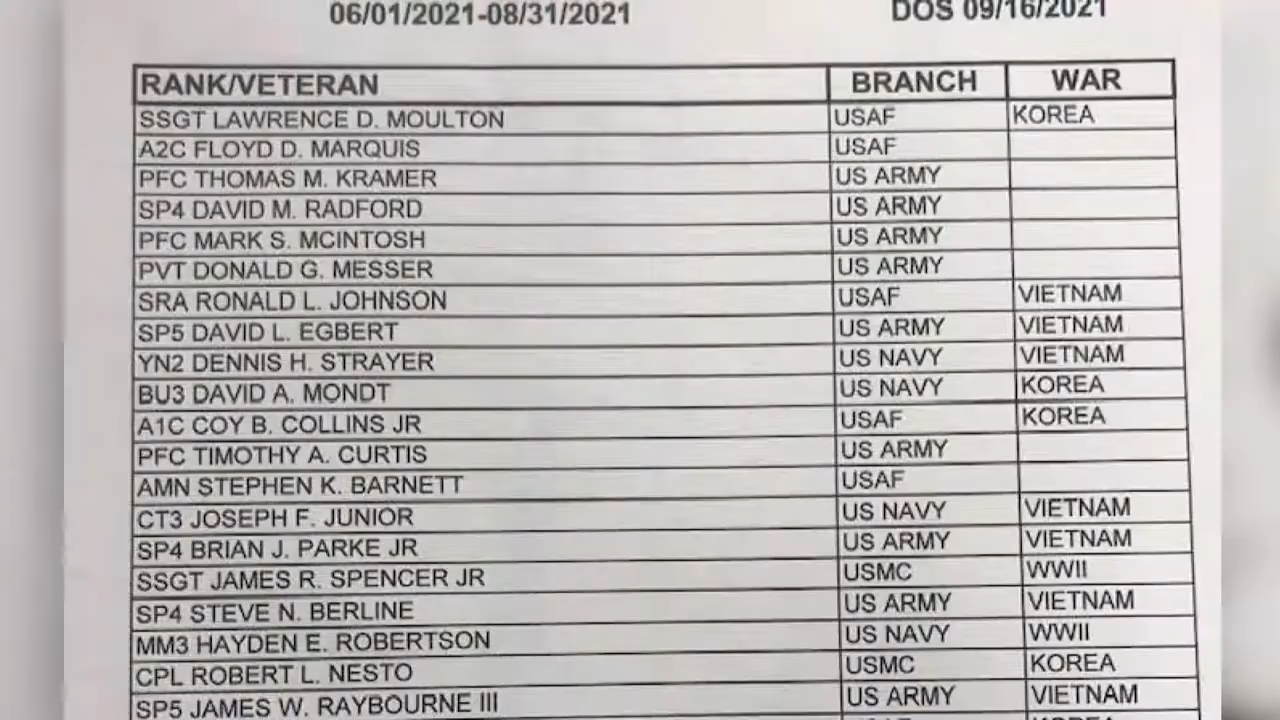 06/01/2021-08/31/2021 DOS 09/16/2021
RANK/VETERAN BRANCH WAR
SSGT LAWRENCE D. MOULTON USAF KOREA
A2C FLOYD D. MARQUIS USAF
PFC THOMAS M. KRAMER US ARMY
SP4 DAVID M. RADFORD US ARMY
PFC MARK S. MCINTOSH US ARMY
PVT DONALD G. MESSER US ARMY
SRA RONALD L. JOHNSON USAF VIETNAM
SP5 DAVID L. EGBERT US ARMY VIETNAM
YN2 DENNIS H. STRAYER US NAVY VIETNAM
BU3 DAVID A. MONDT US NAVY KOREA
A1C COY B. COLLINS JR USAF KOREA
PFC TIMOTHY A. CURTIS US ARMY
AMN STEPHEN K. BARNETT USAF
CT3 JOSEPH F. JUNIOR US NAVY VIETNAM
SP4 BRIAN J. PARKE JR US ARMY VIETNAM
SSGT JAMES R. SPENCER JR USMC WWII
SP4 STEVE N. BERLINE US ARMY VIETNAM
MM3 HAYDEN E. ROBERTSON US NAVY WWII
CPL ROBERT L. NESTO USMC KOREA
SP5 JAMES W. RAYBOURNE III US ARMY VIETNAM